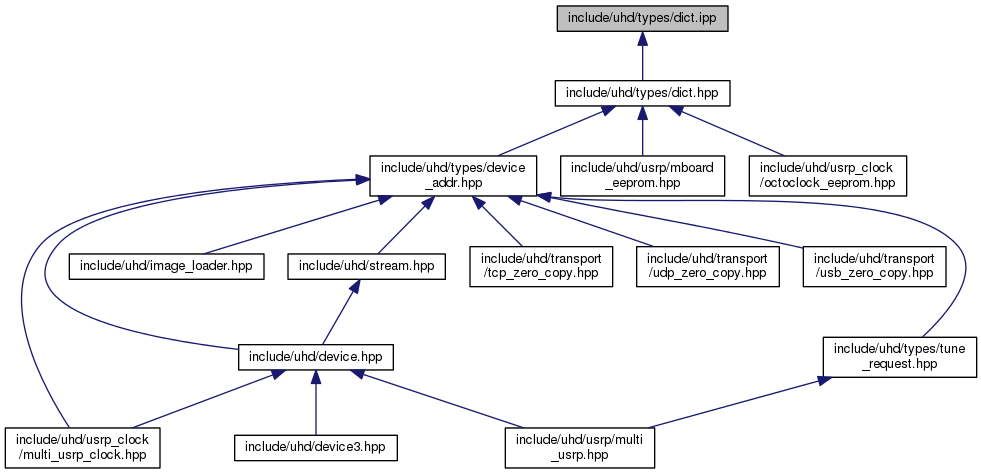 include/uhd/types/dict.ipp
include/uhd/types/dict.hpp
include/uhd/types/device
_addr.hpp
include/uhd/usrp/mboard
_eeprom.hpp
include/uhd/usrp_clock
/octoclock_eeprom.hpp
include/uhd/image_loader.hpp
include/uhd/stream.hpp
include/uhd/transport
/tcp_zero_copy.hpp
include/uhd/transport
/udp_zero_copy.hpp
include/uhd/transport
/usb_zero_copy.hpp
include/uhd/device.hpp
include/uhd/types/tune
_request.hpp
include/uhd/usrp_clock
/multi_usrp_clock.hpp
include/uhd/device3.hpp
include/uhd/usrp/multi
_usrp.hpp